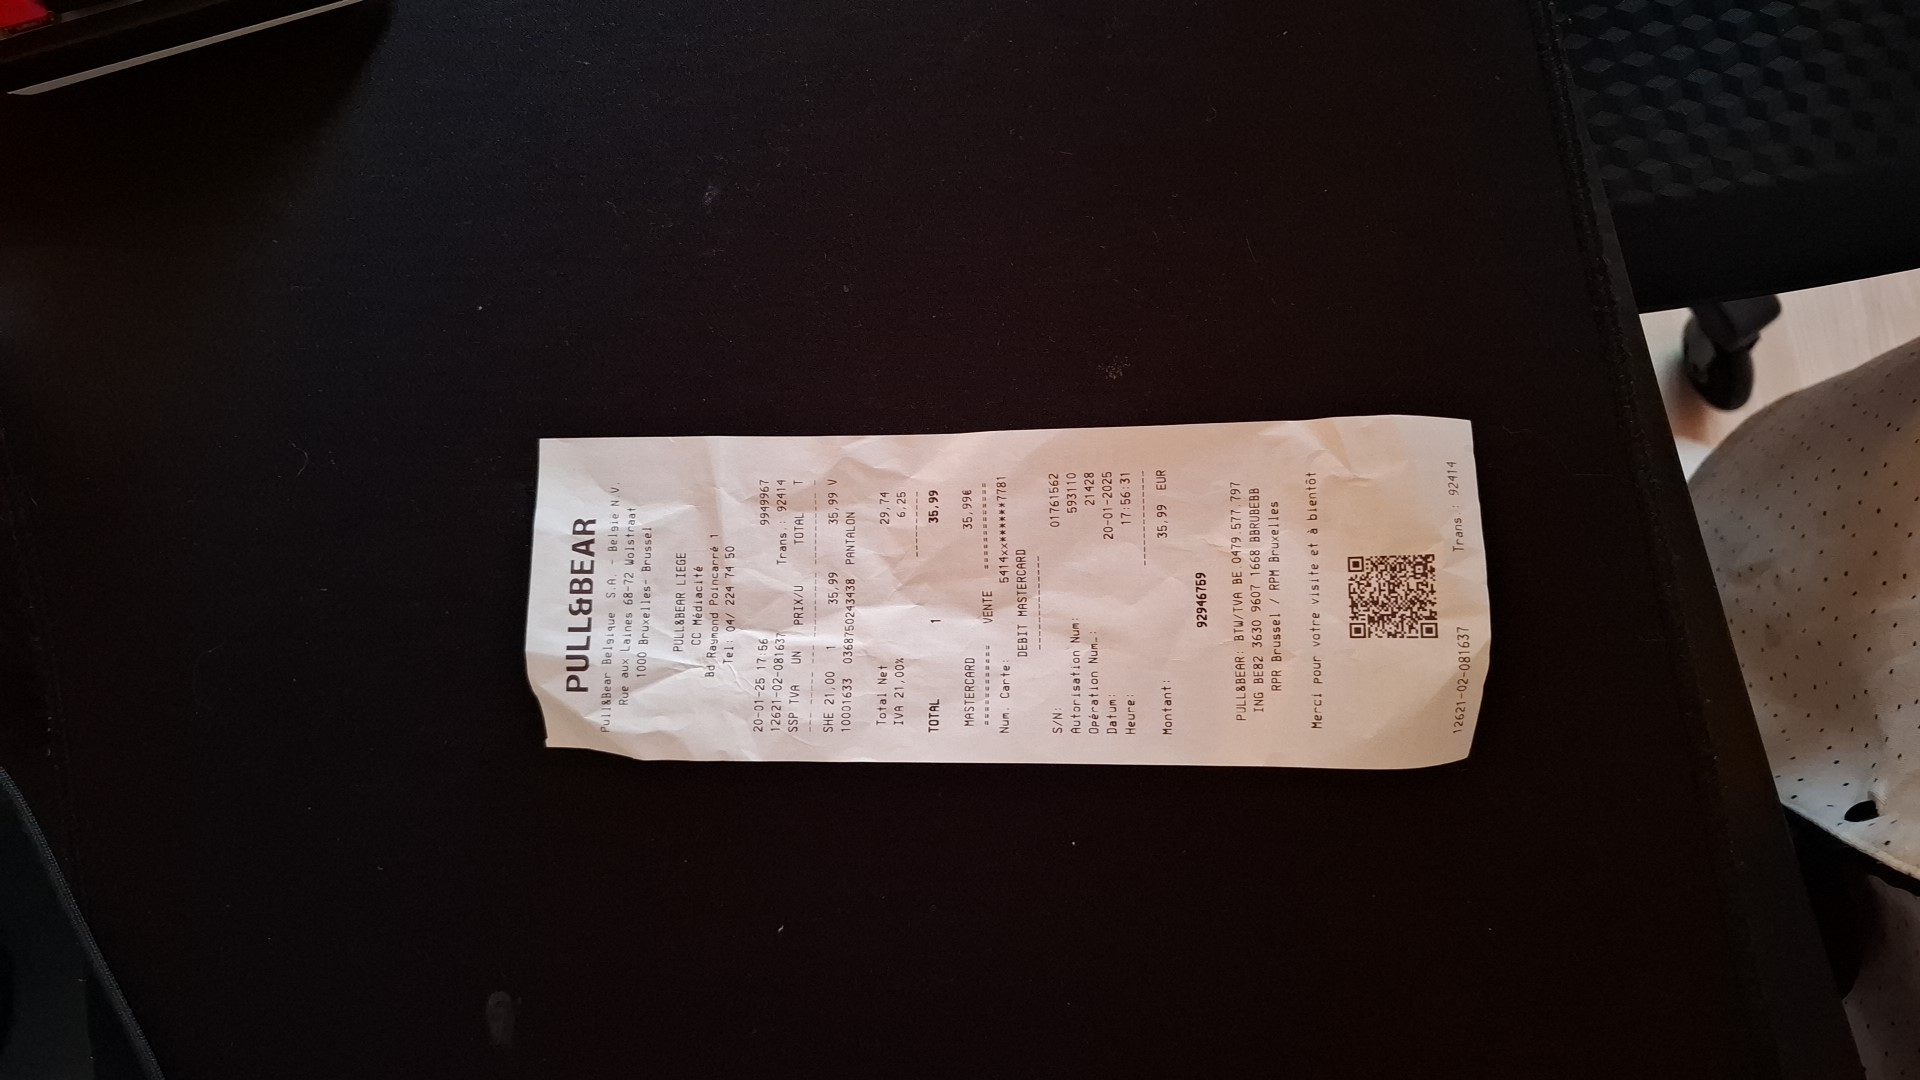 PULL&BEAR
Pull&Bear Belgique S.A. - België N.V.
Rue aux Laines 68-72 Wolstraat
1000 Bruxelles- Brussel
PULL&BEAR LIEGE
CC Médiacité
Bd.Raymond Poincarré 1
Tel: 04/ 224 74 50
20-01-25 17:56 9949967
12621-02-081637 Trans.: 92414
SSP TVA UN PRIX/U TOTAL T
SHE 21,00 1 35,99 35,99 V
10001633 0368750243438 PANTALON
Total Net 29,74
IVA 21,00% 6,25
TOTAL 1 35,99
MASTERCARD 35,99€
========== VENTE ==========
Num. Carte: 5414xx******7781
DEBIT MASTERCARD
S/N: 01761562
Autorisation Num: 593110
Opération Num.: 21428
Datum: 20-01-2025
Heure: 17:56:31
Montant: 35,99 EUR
92946759
PULL&BEAR: BTW/TVA BE 0479.577.797
ING BE82 3630 9607 1668 BBRUBEBB
RPR Brussel / RPM Bruxelles
Merci pour votre visite et à bientôt
12621-02-081637 Trans.: 92414